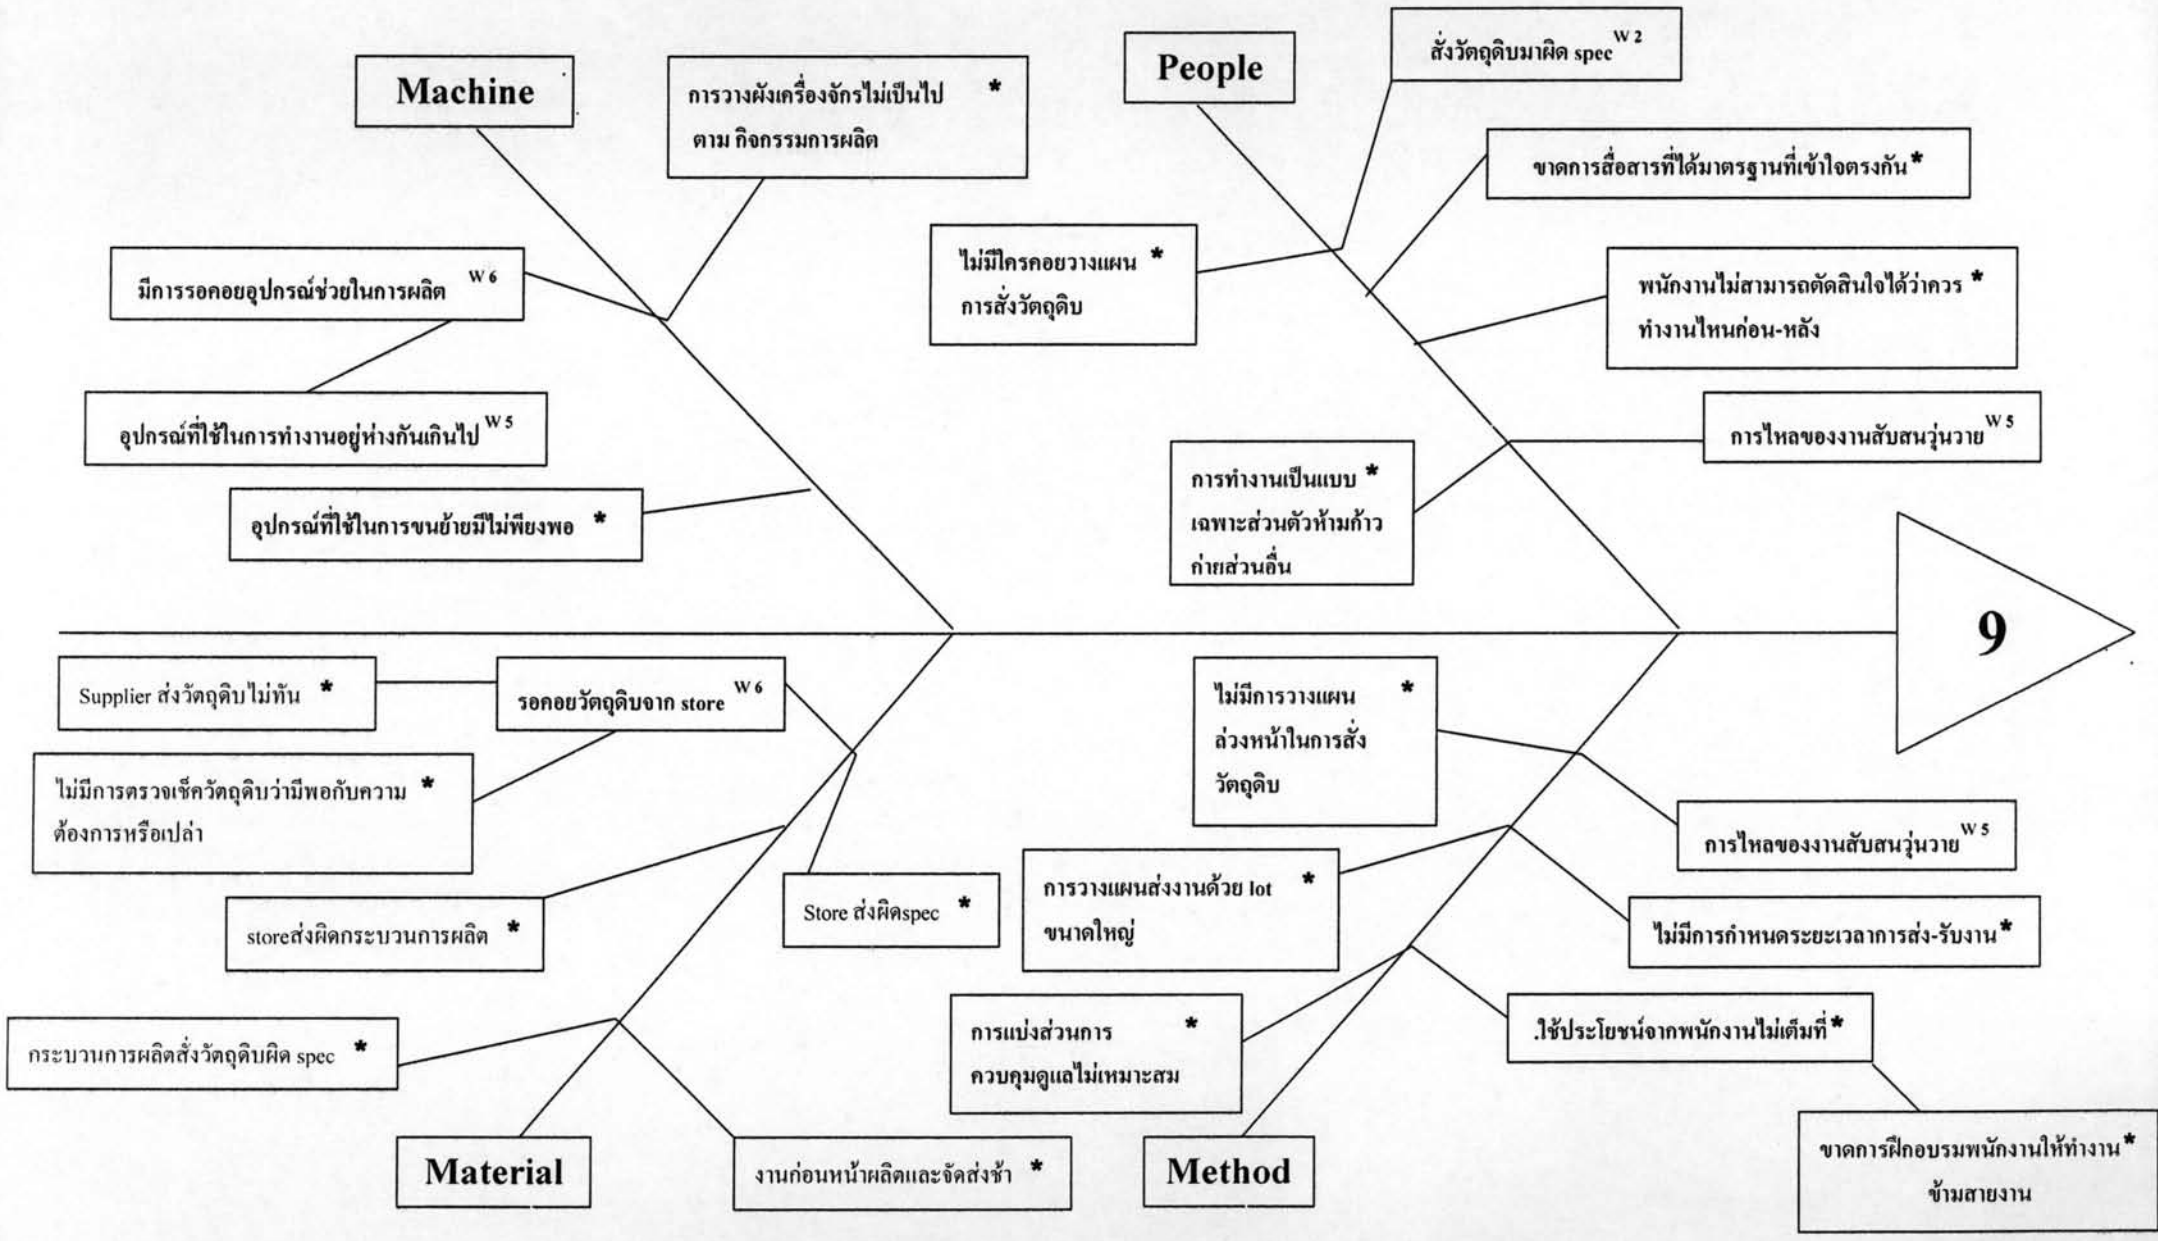 Machine
การวางผังเครื่องจักรไม่เป็นไป *
ตาม กิจกรรมการผลิต
People
สั่งวัตถุดิบมาผิด spec W 2
ขาดการสื่อสารที่ได้มาตรฐานที่เข้าใจตรงกัน *
มีการรอคอยอุปกรณ์ช่วยในการผลิต W 6
ไม่มีใครคอยวางแผน *
การสั่งวัตถุดิบ
พนักงานไม่สามารถตัดสินใจได้ว่าควร *
ทำงานไหนก่อน-หลัง
อุปกรณ์ที่ใช้ในการทำงานอยู่ห่างกันเกินไป W 5
การไหลของงานสับสนวุ่นวาย W 5
การทำงานเป็นแบบ *
เฉพาะส่วนตัวห้ามก้าว
ก่ายส่วนอื่น
อุปกรณ์ที่ใช้ในการขนย้ายมีไม่พียงพอ *
9
Supplier ส่งวัตถุดิบไม่ทัน *
รอคอยวัตถุดิบจาก store W 6
ไม่มีการวางแผน *
ล่วงหน้าในการสั่ง
วัตถุดิบ
ไม่มีการตรวจเช็ควัตถุดิบว่ามีพอกับความ *
ต้องการหรือเปล่า
การไหลของงานสับสนวุ่นวาย W 5
การวางแผนส่งงานด้วย lot *
ขนาดใหญ่
Store ส่งผิดspec *
storeส่งผิดกระบวนการผลิต *
ไม่มีการกำหนดระยะเวลาการส่ง-รับงาน *
กระบวนการผลิตสั่งวัตถุดิบผิด spec *
การแบ่งส่วนการ *
ควบคุมดูแลไม่เหมาะสม
.ใช้ประโยชน์จากพนักงานไม่เต็มที่ *
Material
งานก่อนหน้าผลิตและจัดส่งช้า *
Method
ขาดการฝึกอบรมพนักงานให้ทำงาน *
ข้ามสายงาน